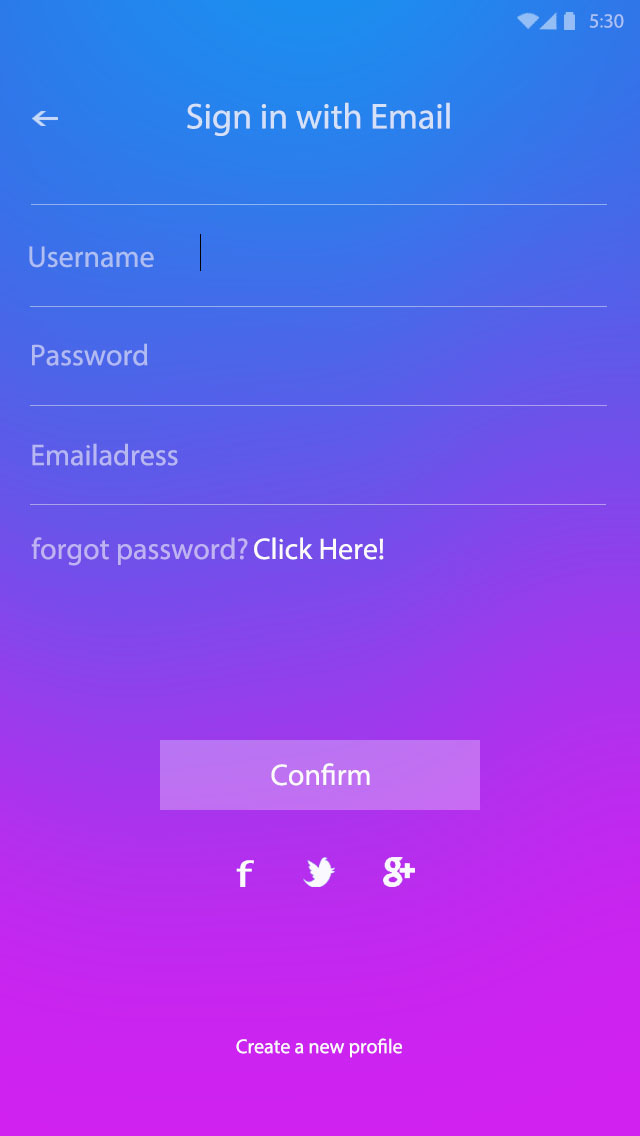 5:30
Sign in with Email
Username
Password
Emailadress
forgot password? Click Here!
Confirm
f g+
Create a new profile